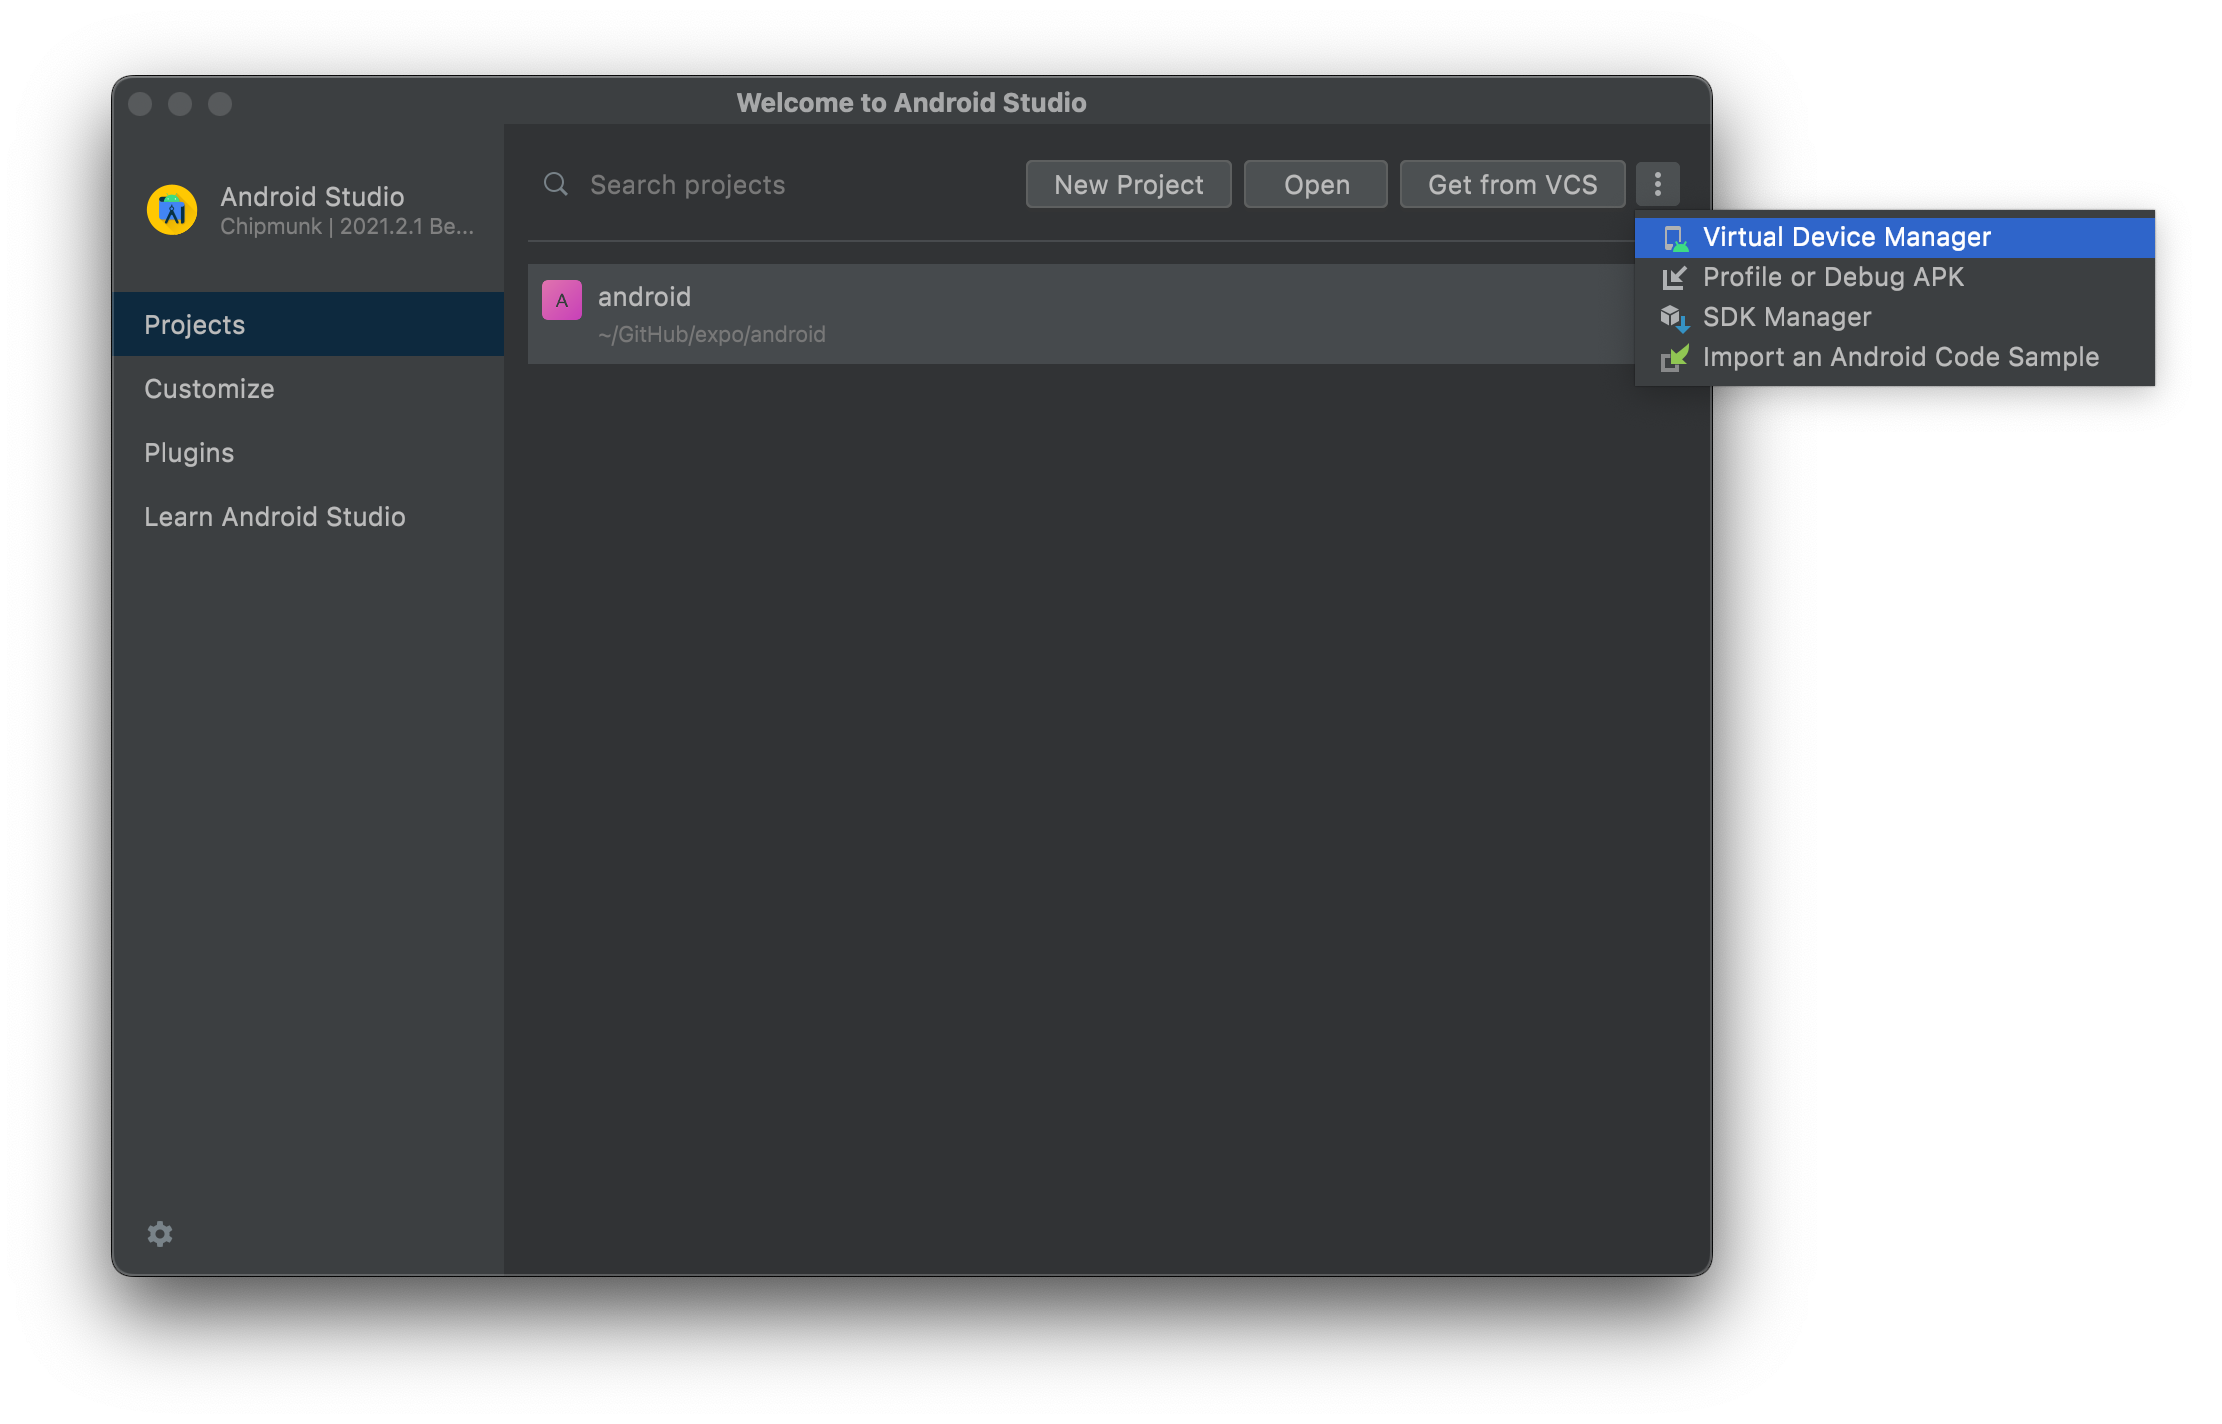 Welcome to Android Studio
Android Studio
Chipmunk | 2021.2.1 Be...
Projects
Customize
Plugins
Learn Android Studio
Search projects
New Project
Open
Get from VCS
Virtual Device Manager
Profile or Debug APK
SDK Manager
Import an Android Code Sample
A
android
~/GitHub/expo/android